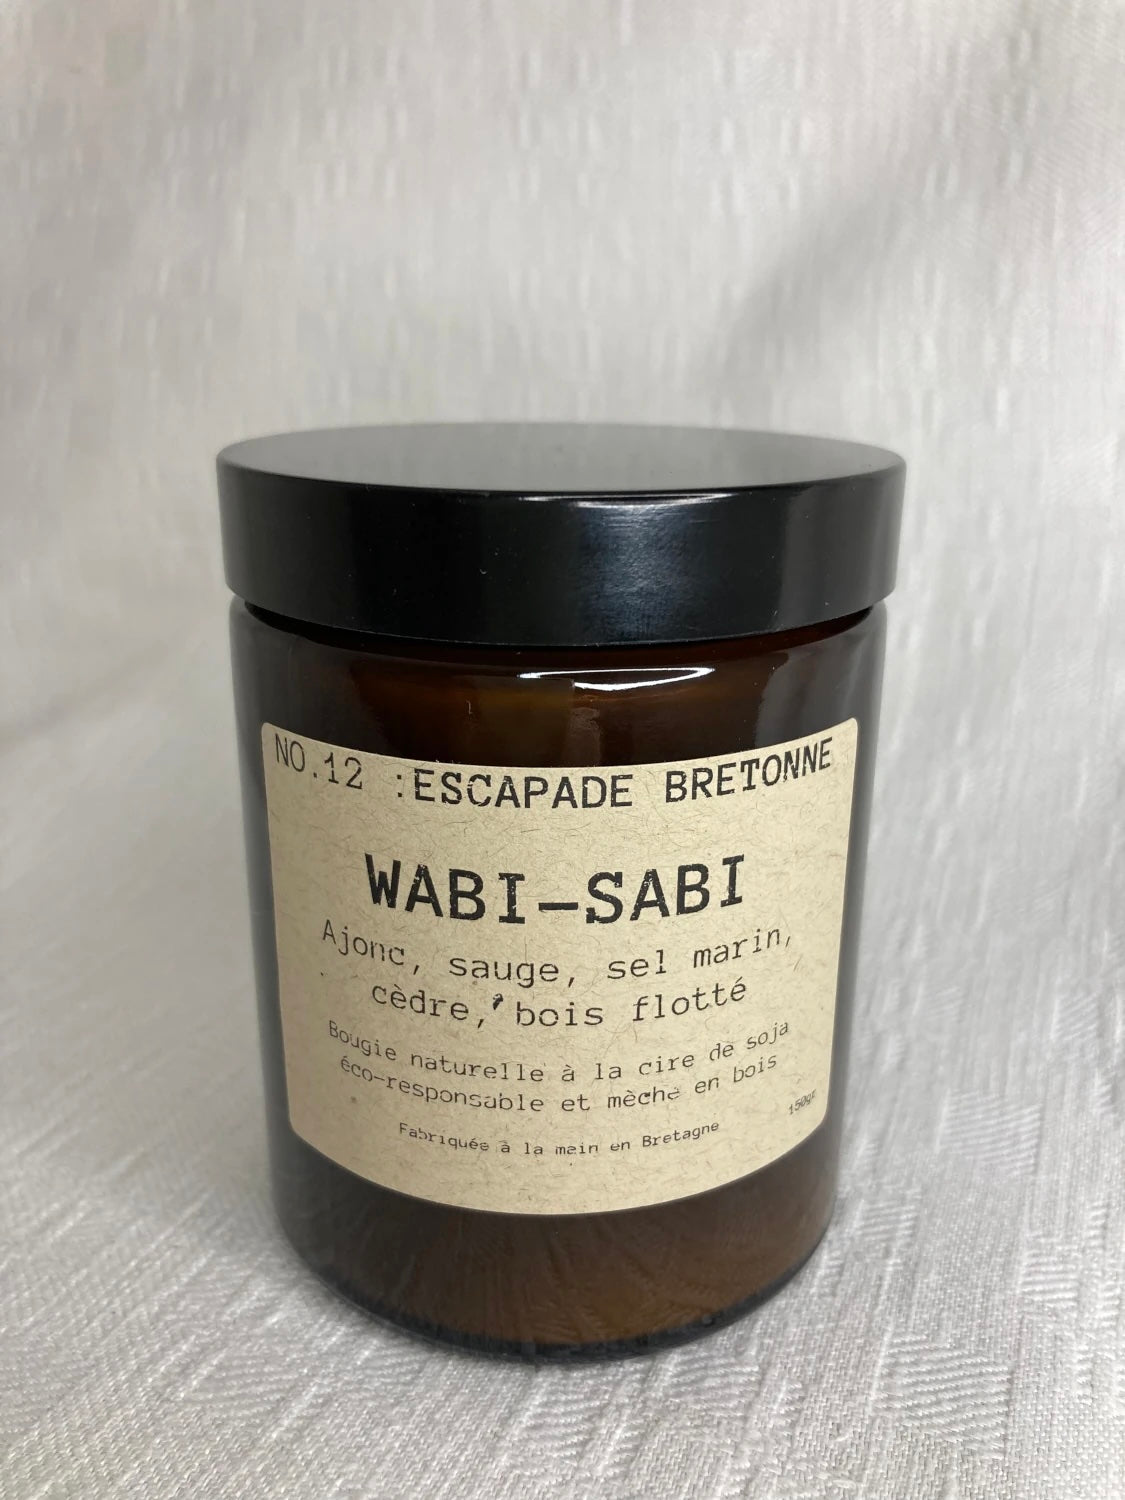 NO.12 :ESCAPADE BRETONNE
WABI–SABI
Ajonc, sauge, sel marin,
cèdre, bois flotté
Bougie naturelle à la cire de soja
éco-responsable et mèche en bois
150gr
Fabriquée à la main en Bretagne